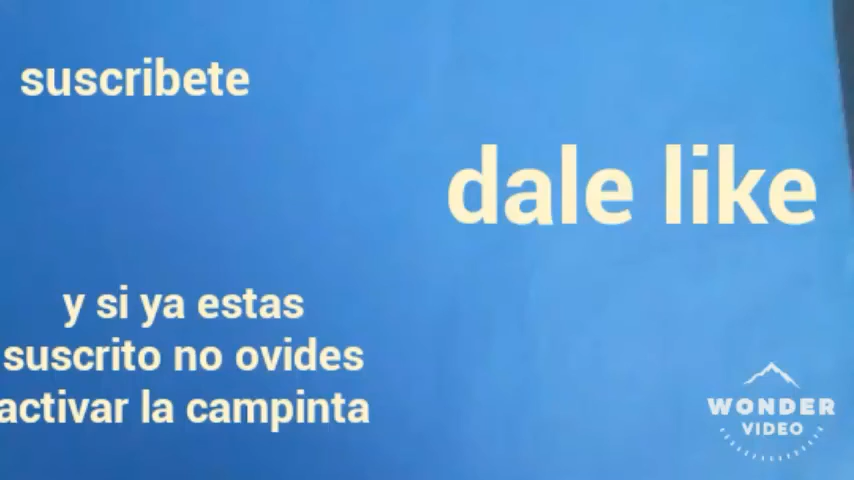 suscribete
dale like
y si ya estas
suscrito no ovides
activar la campinta
WONDER
VIDEO